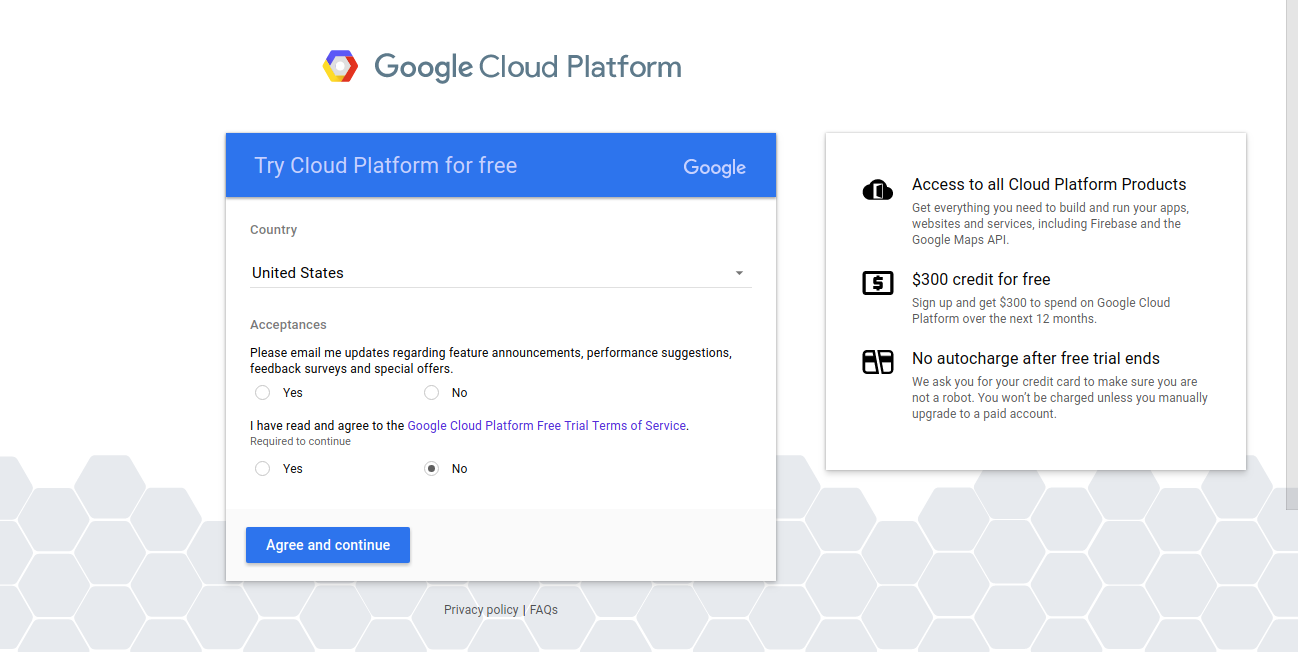 Google Cloud Platform
Try Cloud Platform for free
Google
Country
United States
Acceptances
Please email me updates regarding feature announcements, performance suggestions,
feedback surveys and special offers.
Yes
No
I have read and agree to the Google Cloud Platform Free Trial Terms of Service.
Required to continue
Yes
No
Agree and continue
Privacy policy | FAQs
Access to all Cloud Platform Products
Get everything you need to build and run your apps,
websites and services, including Firebase and the
Google Maps API.
$300 credit for free
Sign up and get $300 to spend on Google Cloud
Platform over the next 12 months.
No autocharge after free trial ends
We ask you for your credit card to make sure you are
not a robot. You won’t be charged unless you manually
upgrade to a paid account.